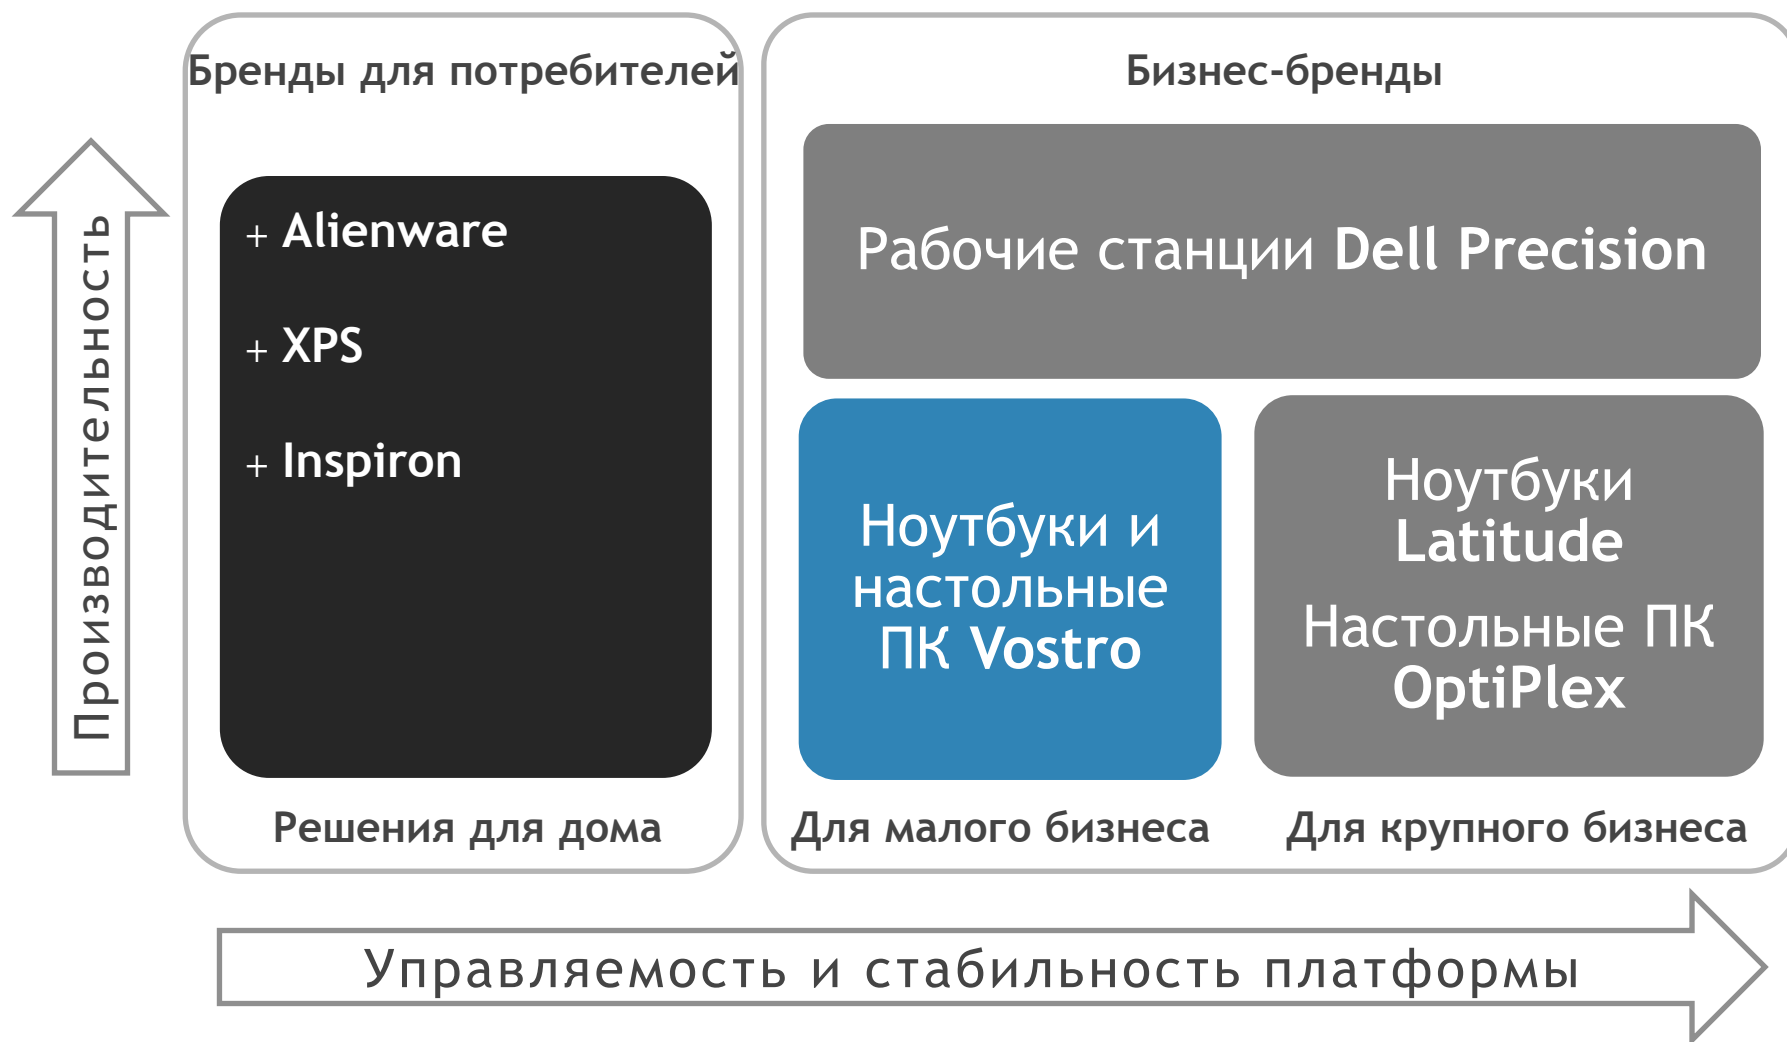 Бренды для потребителей
Бизнес-бренды
Производительность
+ Alienware
+ XPS
+ Inspiron
Рабочие станции Dell Precision
Ноутбуки и
настольные
ПК Vostro
Ноутбуки
Latitude
Настольные ПК
OptiPlex
Решения для дома
Для малого бизнеса
Для крупного бизнеса
Управляемость и стабильность платформы